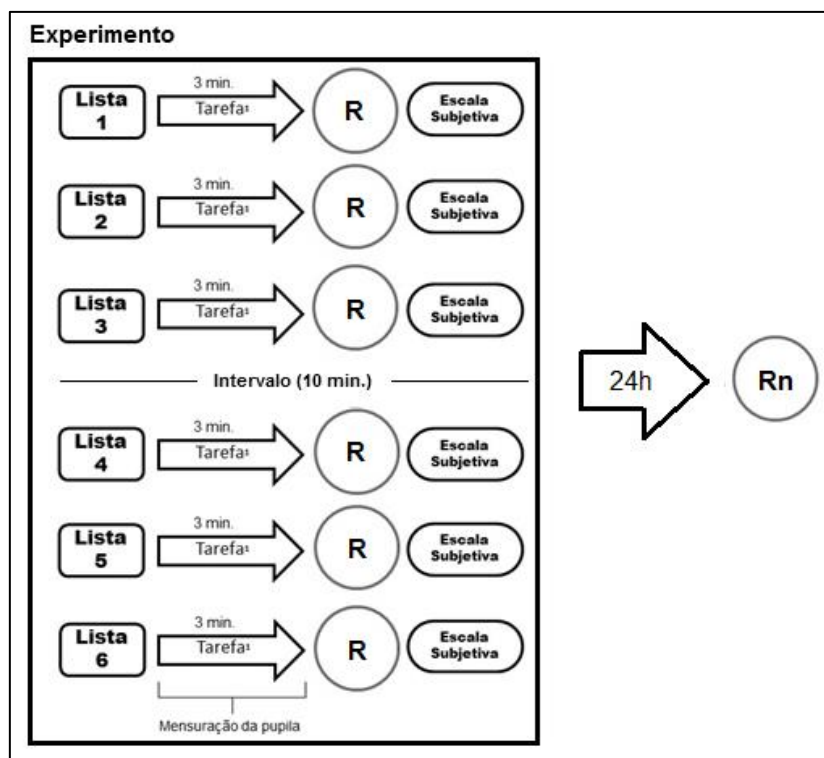 Experimento
Lista
1
3 min.
Tarefa¹
R
Escala
Subjetiva
Lista
2
3 min.
Tarefa¹
R
Escala
Subjetiva
Lista
3
3 min.
Tarefa¹
R
Escala
Subjetiva
Intervalo (10 min.)
24h
Rn
Lista
4
3 min.
Tarefa¹
R
Escala
Subjetiva
Lista
5
3 min.
Tarefa¹
R
Escala
Subjetiva
Lista
6
3 min.
Tarefa¹
R
Escala
Subjetiva
Mensuração da pupila